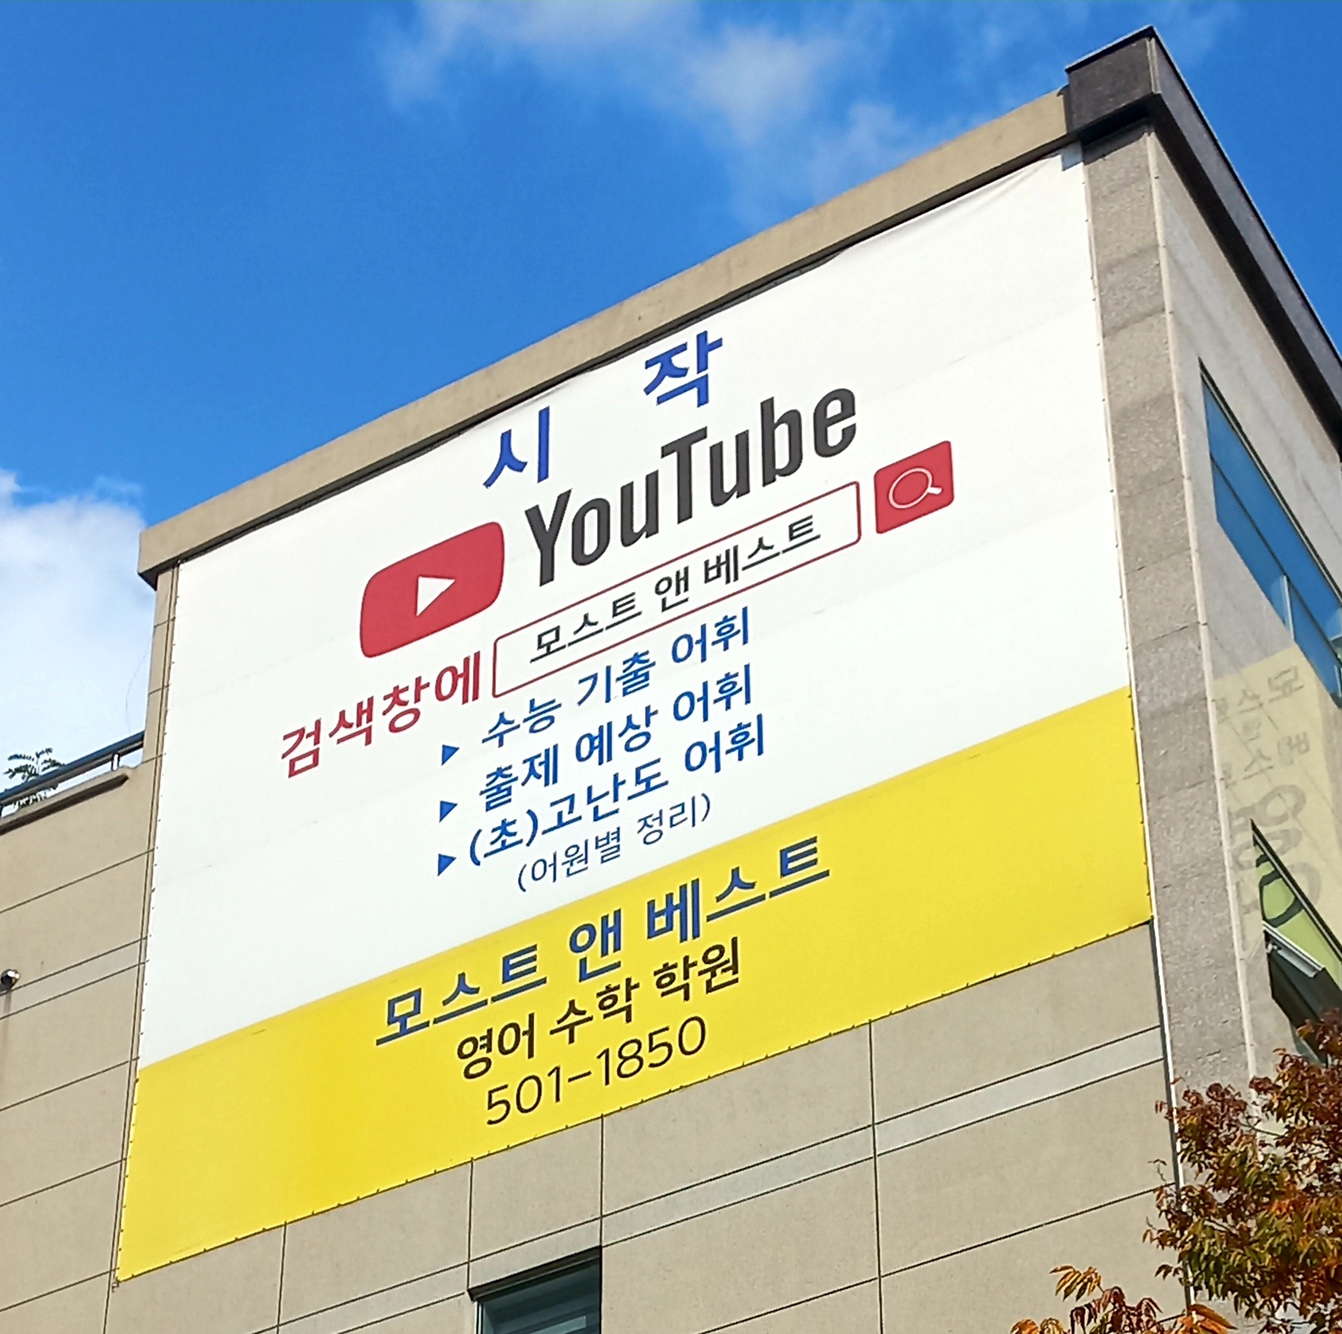 시 작
YouTube
검색창에 모스트 앤 베스트
▶ 수능 기출 어휘
▶ 출제 예상 어휘
▶ (초)고난도 어휘
(어원별 정리)
모스트 앤 베스트
영어 수학 학원
501-1850